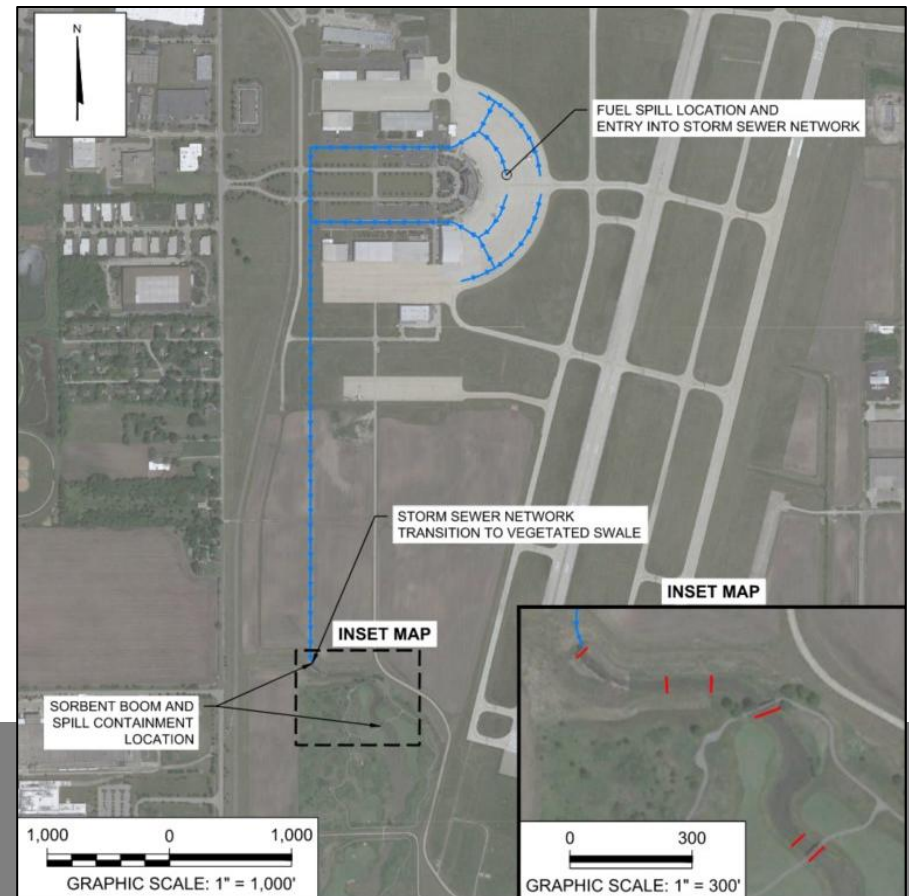 N
FUEL SPILL LOCATION AND
ENTRY INTO STORM SEWER NETWORK
STORM SEWER NETWORK
TRANSITION TO VEGETATED SWALE
INSET MAP
SORBENT BOOM AND
SPILL CONTAINMENT
LOCATION
1,000 0 1,000
GRAPHIC SCALE: 1" = 1,000'
INSET MAP
0 300
GRAPHIC SCALE: 1" = 300'